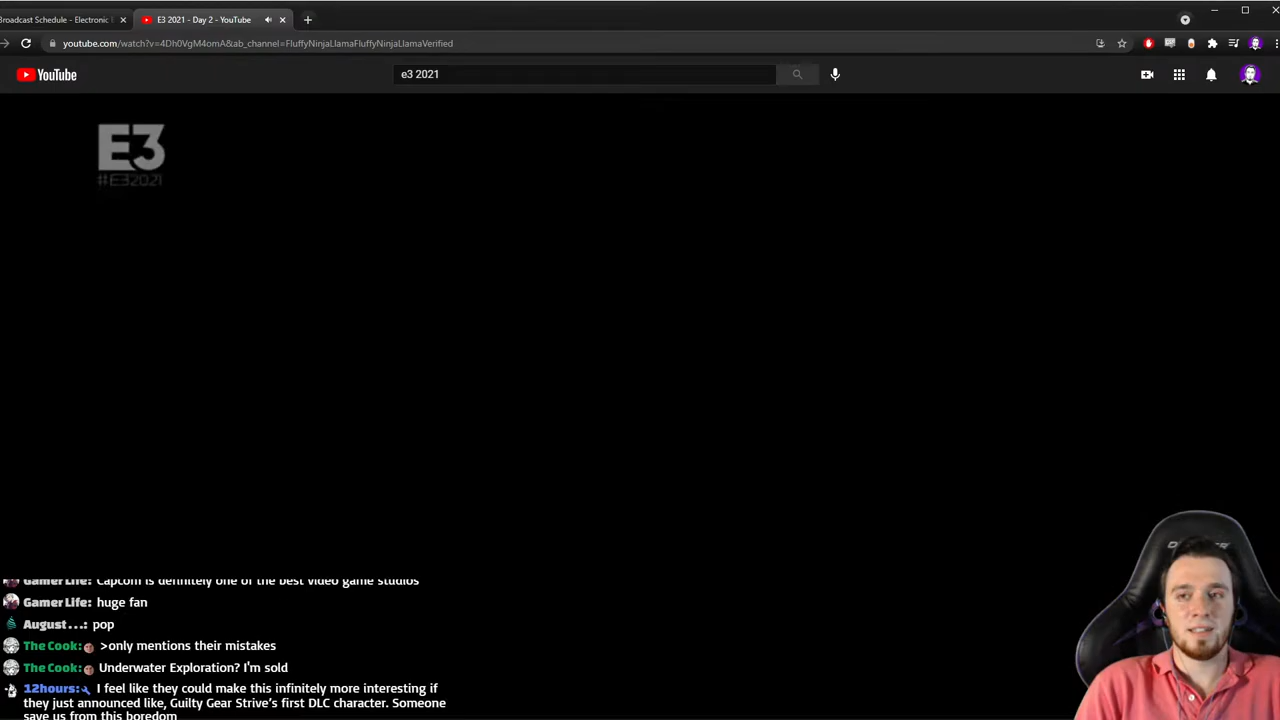 Broadcast Schedule - Electronic
E3 2021 - Day 2 - YouTube
youtube.com/watch?v=4Dh0VgM4omA&ab_channel=FluffyNinjaLlamaFluffyNinjaLlamaVerified
YouTube
e3 2021
E3
#E32021
Gamer Life: Capcom is definitely one of the best video game studios
Gamer Life: huge fan
August...: pop
The Cook: >only mentions their mistakes
The Cook: Underwater Exploration? I'm sold
12hours: I feel like they could make this infinitely more interesting if
they just announced like, Guilty Gear Strive's first DLC character. Someone
save us from this boredom